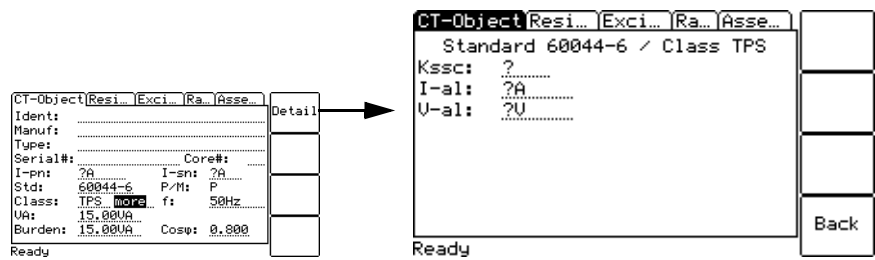 CT-Object Resi... Exci... Ra... Asse...
Detail
Ident:
Manuf:
Type:
Serial#: Core#:
I-pn: ?A I-sn: ?A
Std: 60044-6 P/M: P
Class: TPS more f: 50Hz
VA: 15.00VA
Burden: 15.00VA Cosφ: 0.800
Ready
CT-Object Resi... Exci... Ra... Asse...
Standard 60044-6 / Class TPS
Kssc: ?
I-al: ?A
V-al: ?V
Back
Ready